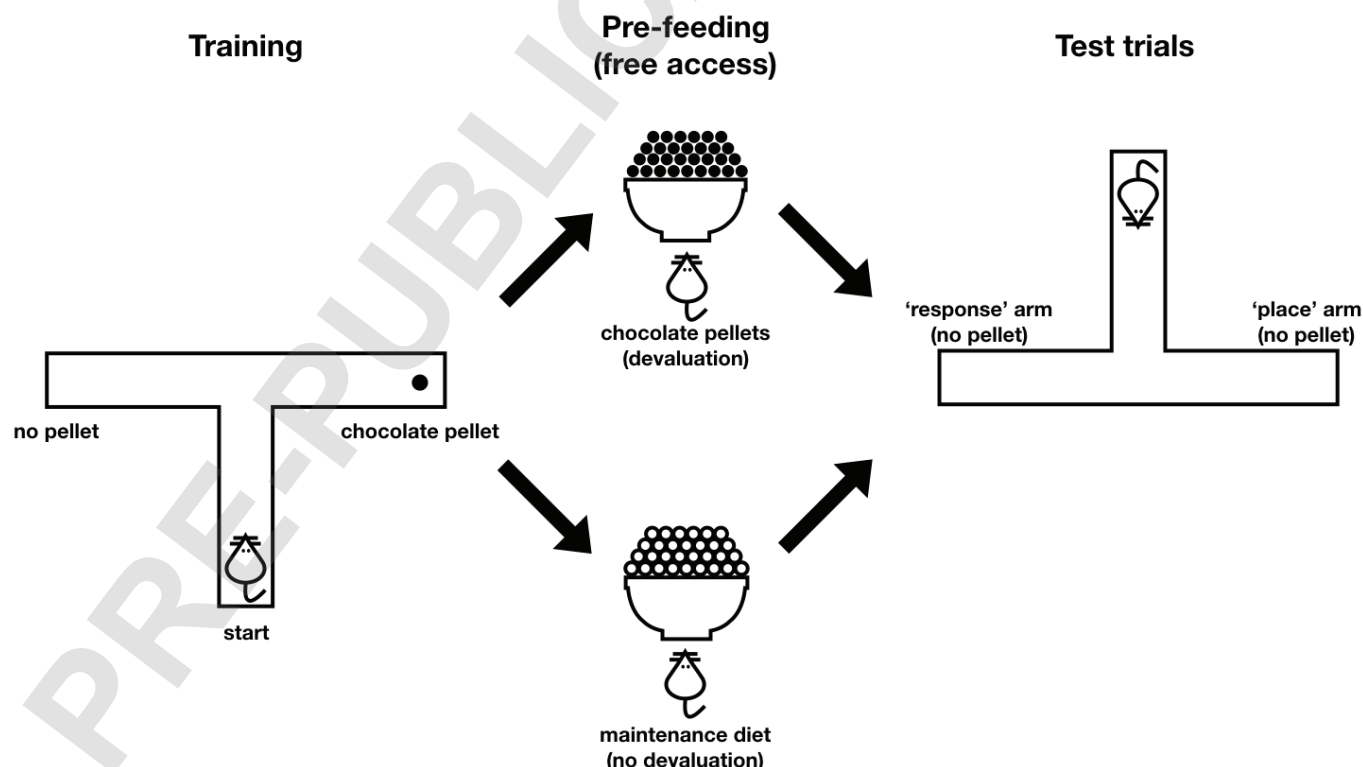 Training
Pre-feeding
(free access)
Test trials
chocolate pellets
(devaluation)
'response' arm
(no pellet)
'place' arm
(no pellet)
no pellet
chocolate pellet
start
maintenance diet
(no devaluation)
PRE-PUBLIC